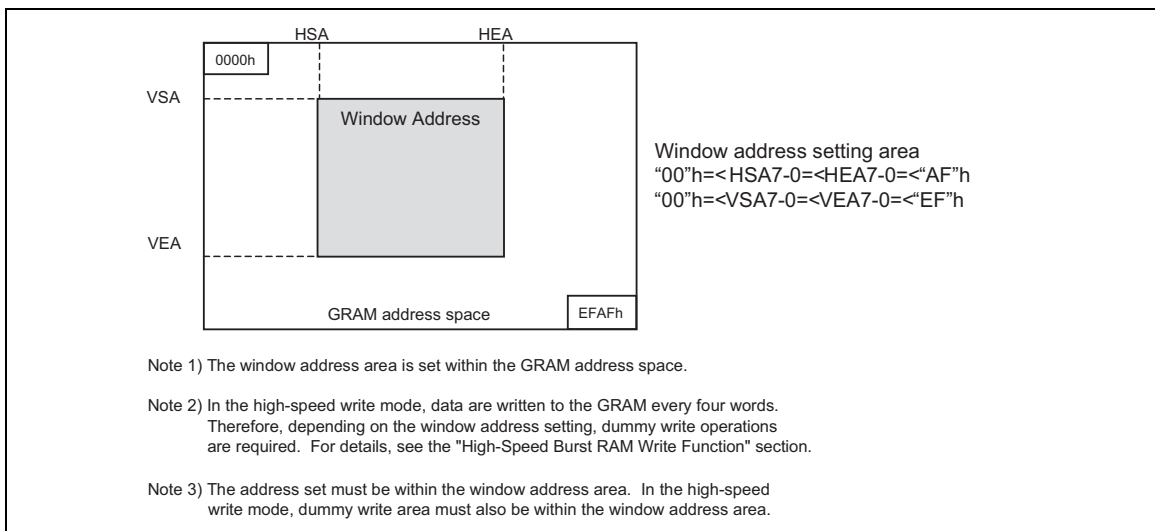 HSA HEA
0000h
VSA
Window Address
Window address setting area
“00”h=<HSA7-0=<HEA7-0=<“AF”h
“00”h=<VSA7-0=<VEA7-0=<“EF”h
VEA
GRAM address space
EFAFh
Note 1) The window address area is set within the GRAM address space.
Note 2) In the high-speed write mode, data are written to the GRAM every four words.
Therefore, depending on the window address setting, dummy write operations
are required. For details, see the "High-Speed Burst RAM Write Function" section.
Note 3) The address set must be within the window address area. In the high-speed
write mode, dummy write area must also be within the window address area.